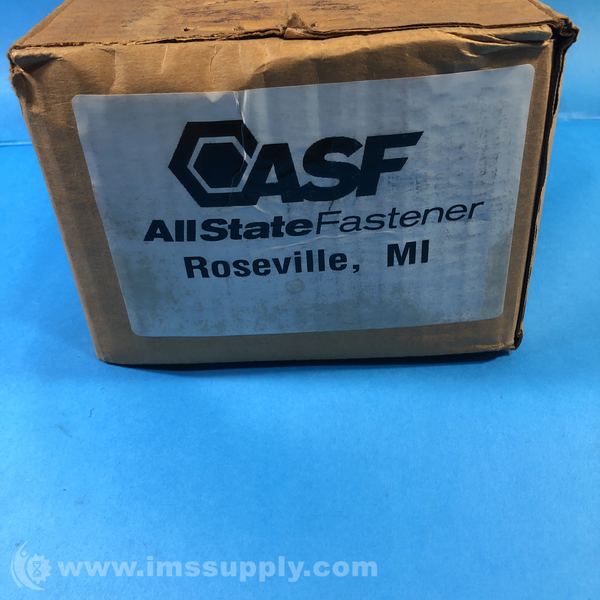 ASF
AllStateFastener
Roseville, MI
www.imssupply.com